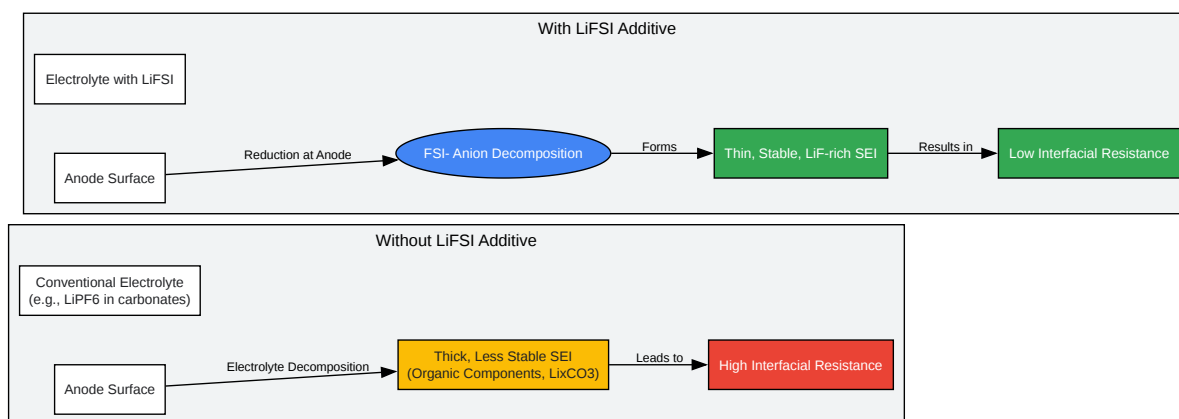 With LiFSI Additive
Electrolyte with LiFSI
Anode Surface
Reduction at Anode
FSI- Anion Decomposition
Forms
Thin, Stable, LiF-rich SEI
Results in
Low Interfacial Resistance
Without LiFSI Additive
Conventional Electrolyte
(e.g., LiPF6 in carbonates)
Anode Surface
Electrolyte Decomposition
Thick, Less Stable SEI
(Organic Components, LixCO3)
Leads to
High Interfacial Resistance